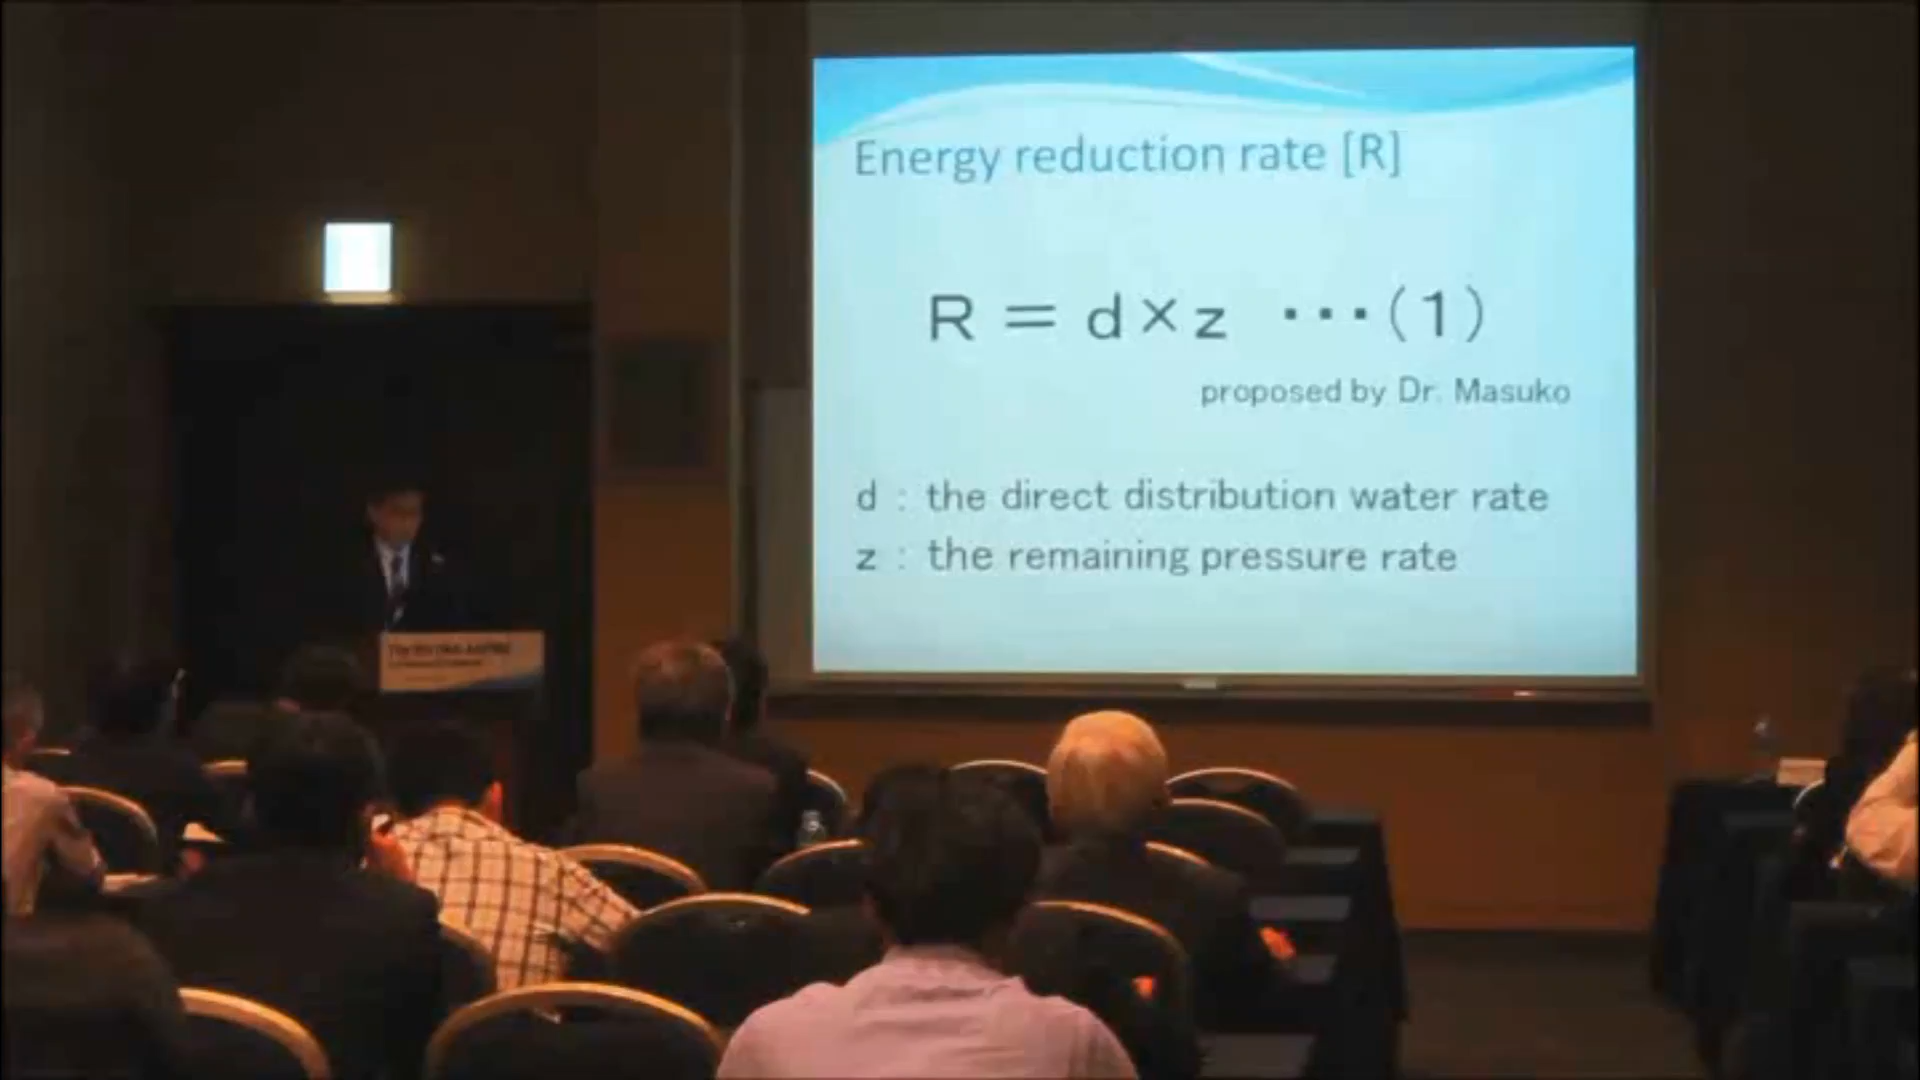 Energy reduction rate [R]
R = d×z ･･･(1)
proposed by Dr. Masuko
d : the direct distribution water rate
z : the remaining pressure rate